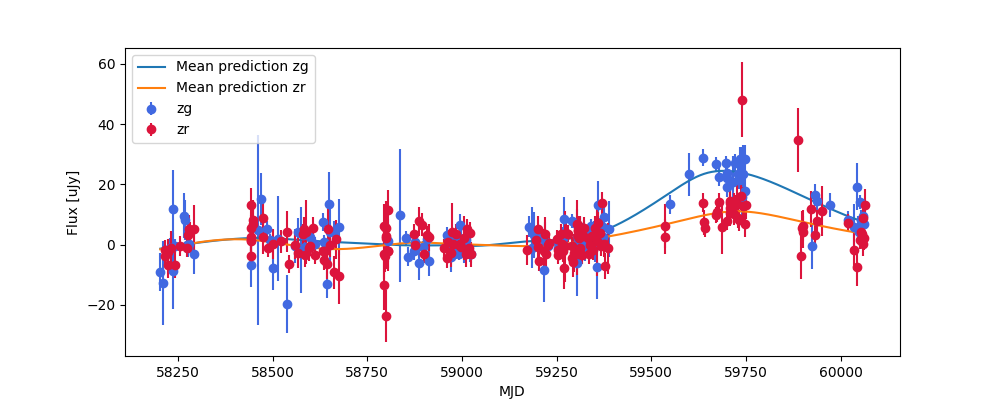 Mean prediction zg
Mean prediction zr
zg
zr
Flux [uJy]
60
40
20
0
−20
58250 58500 58750 59000 59250 59500 59750 60000
MJD